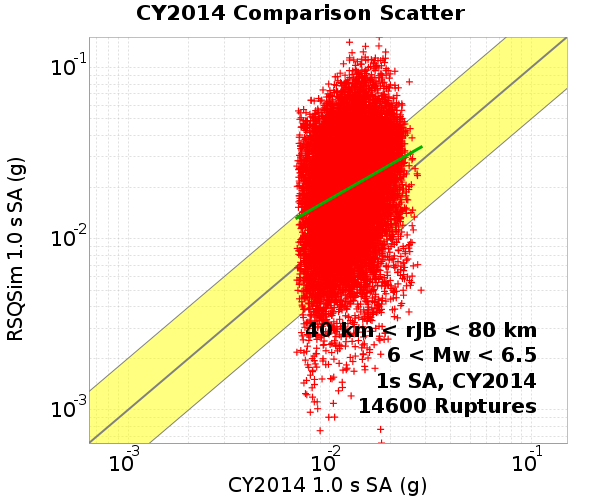 CY2014 Comparison Scatter
RSQSim 1.0 s SA (g)
10⁻¹
10⁻²
10⁻³
40 km < rJB < 80 km
6 < Mw < 6.5
1s SA, CY2014
14600 Ruptures
10⁻³ 10⁻² 10⁻¹
CY2014 1.0 s SA (g)